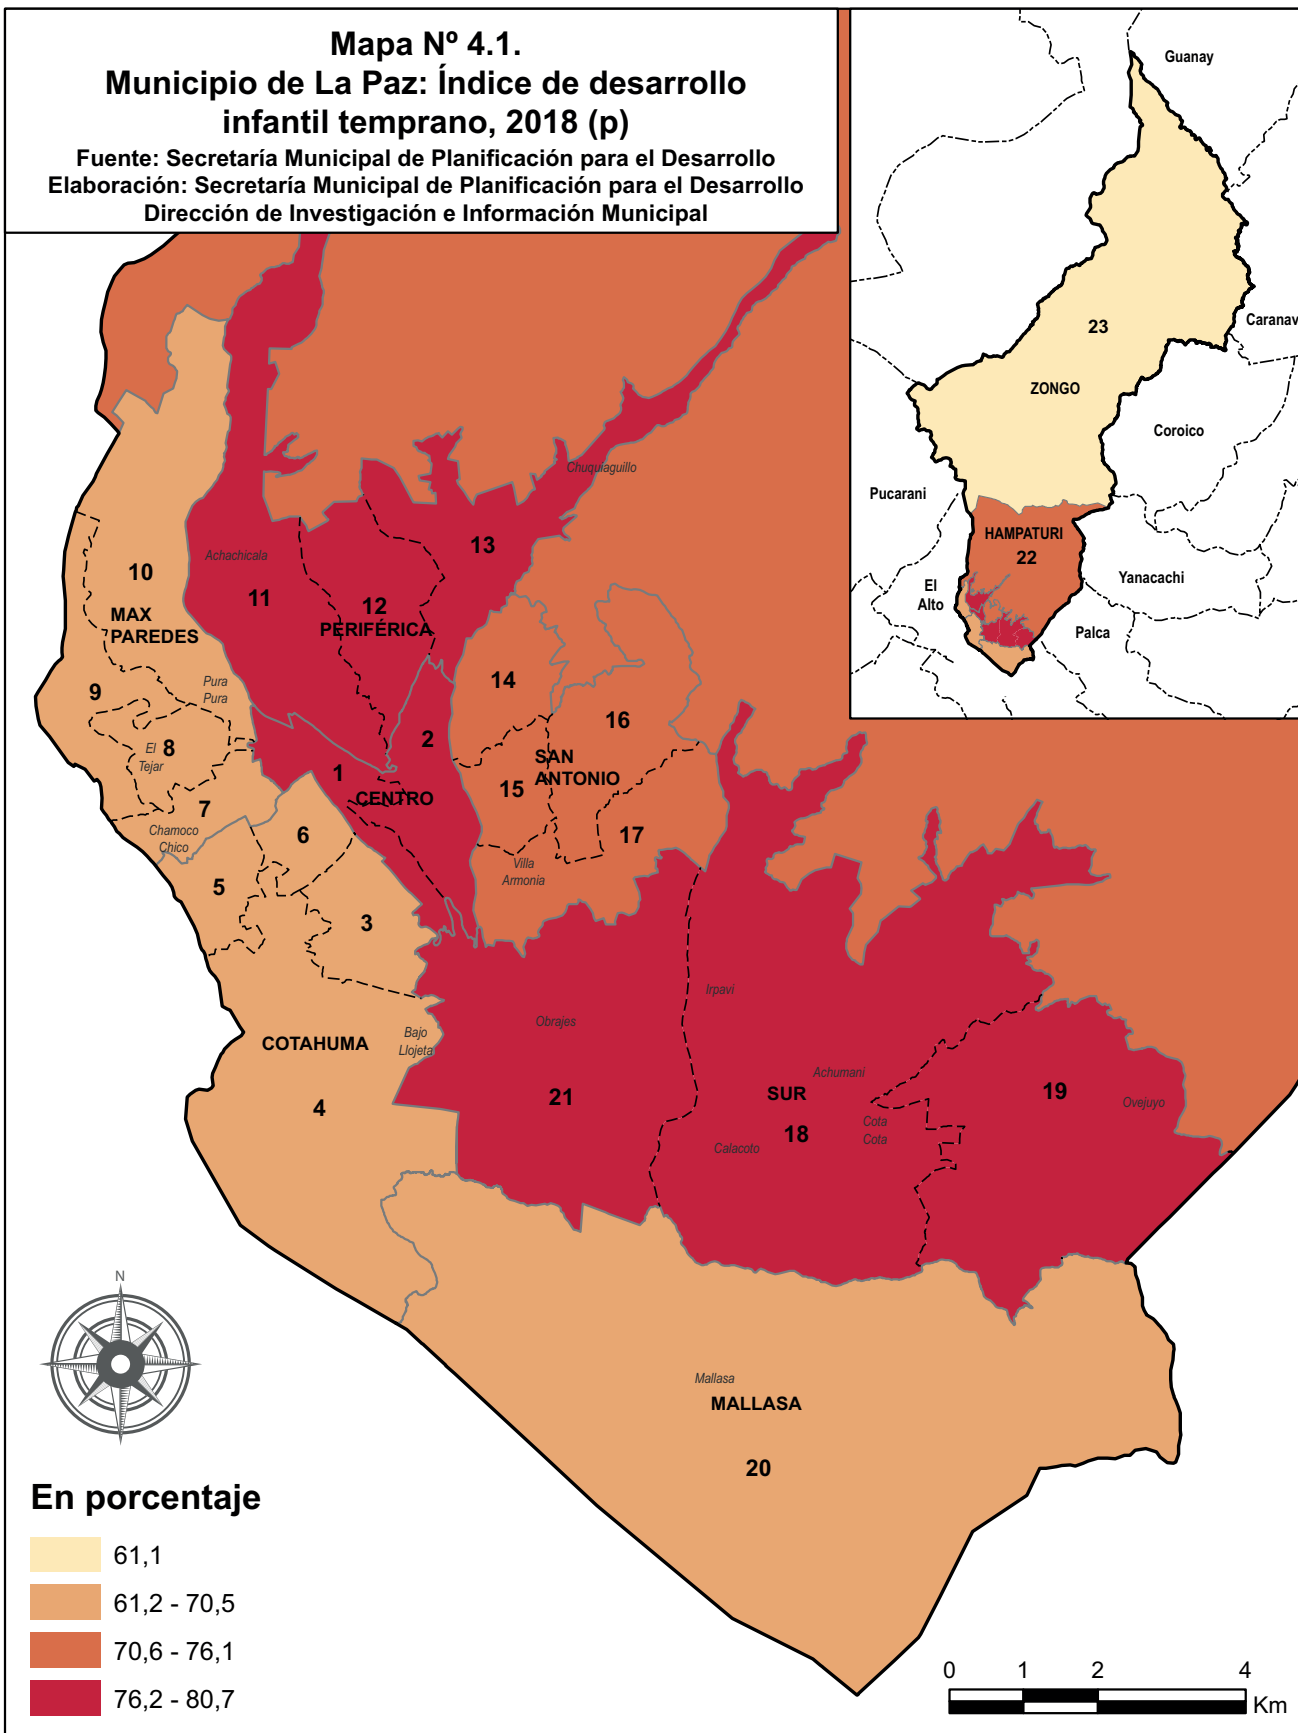 Mapa Nº 4.1.
Municipio de La Paz: Índice de desarrollo
infantil temprano, 2018 (p)
Fuente: Secretaría Municipal de Planificación para el Desarrollo
Elaboración: Secretaría Municipal de Planificación para el Desarrollo
Dirección de Investigación e Información Municipal
Guanay
23
Caranav
ZONGO
Coroico
Pucarani
HAMPATURI
22
El
Alto
Yanacachi
Palca
Chuquiaguillo
13
Achachicala
10
11
12
MAX
PAREDES
PERIFÉRICA
14
Pura
Pura
9
16
2
8
El
Tejar
SAN
ANTONIO
1
15
CENTRO
7
Chamoco
Chico
6
17
Villa
Armonía
5
3
Irpavi
Obrajes
Bajo
Llojeta
COTAHUMA
Achumani
SUR
19
21
Ovejuyo
4
Cota
Cota
18
Calacoto
N
Mallasa
MALLASA
20
En porcentaje
61,1
61,2 - 70,5
70,6 - 76,1
76,2 - 80,7
0 1 2 4
Km